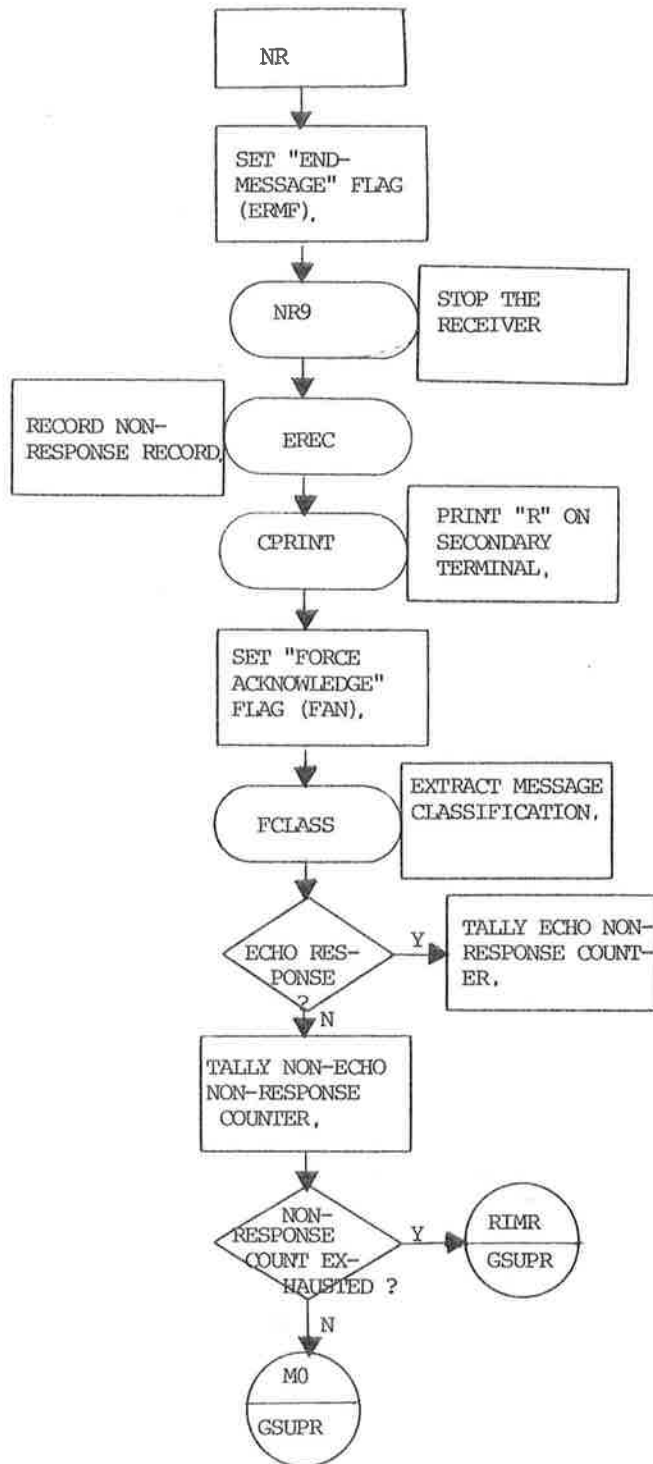 NR
SET "END-
MESSAGE" FLAG
(ERMF).
NR9
STOP THE
RECEIVER
RECORD NON-
RESPONSE RECORD.
EREC
CPRINT
PRINT "R" ON
SECONDARY
TERMINAL.
SET "FORCE
ACKNOWLEDGE"
FLAG (FAN).
FCLASS
EXTRACT MESSAGE
CLASSIFICATION.
ECHO RES-
PONSE
?
Y
TALLY ECHO NON-
RESPONSE COUNT-
ER.
N
TALLY NON-ECHO
NON-RESPONSE
COUNTER.
NON-
RESPONSE
COUNT EX-
HAUSTED ?
Y
RIMR
GSUPR
N
M0
GSUPR